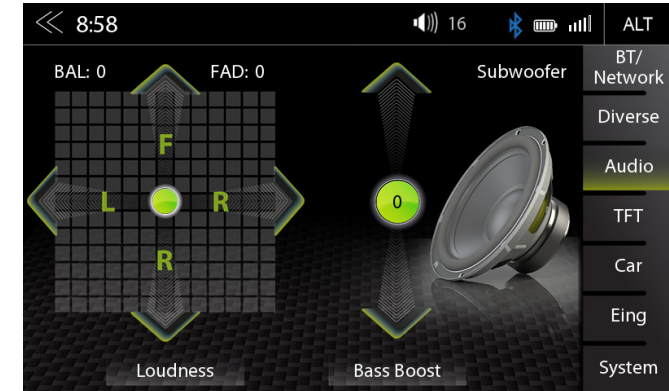 8:58
16
ALT
BAL: 0
FAD: 0
Subwoofer
BT/
Network
Diverse
F
Audio
L
R
0
TFT
R
Car
Eing
Loudness
Bass Boost
System